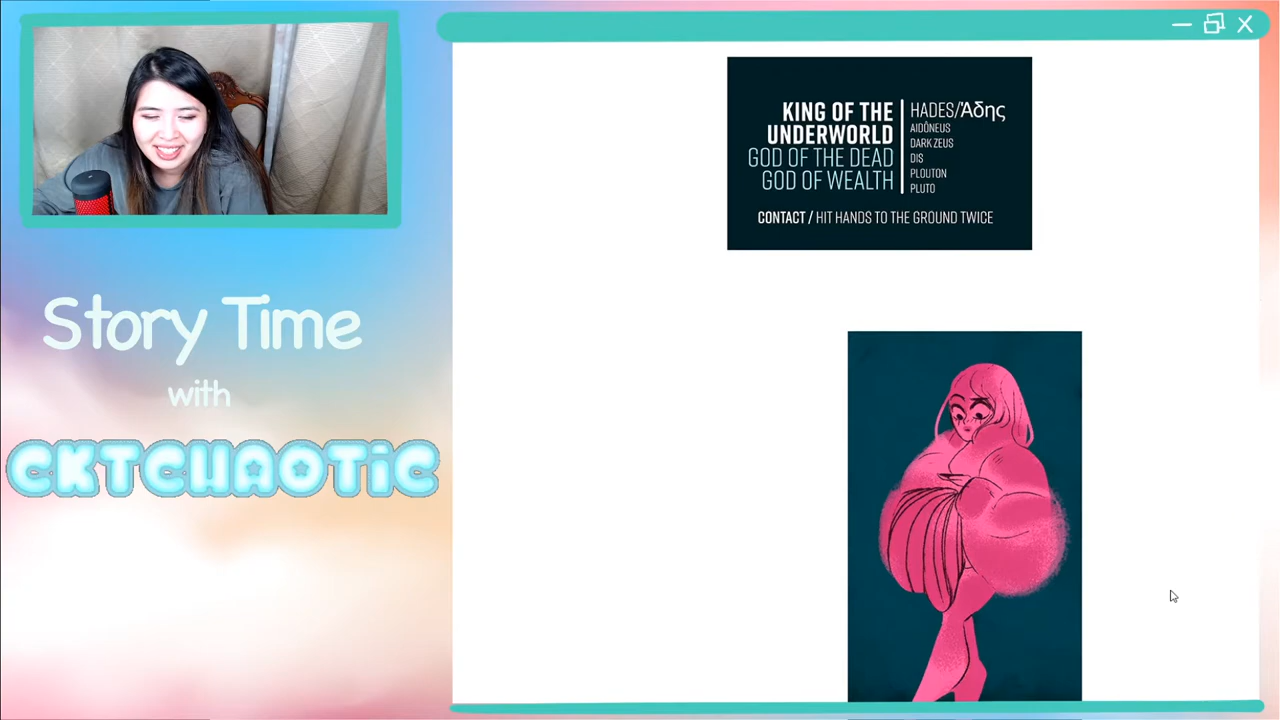 Story Time
with
CKTCHAOTIC
KING OF THE
UNDERWORLD
GOD OF THE DEAD
GOD OF WEALTH
HADES/Ἅδης
AIDÔNEUS
DARK ZEUS
DIS
PLOUTON
PLUTO
CONTACT / HIT HANDS TO THE GROUND TWICE